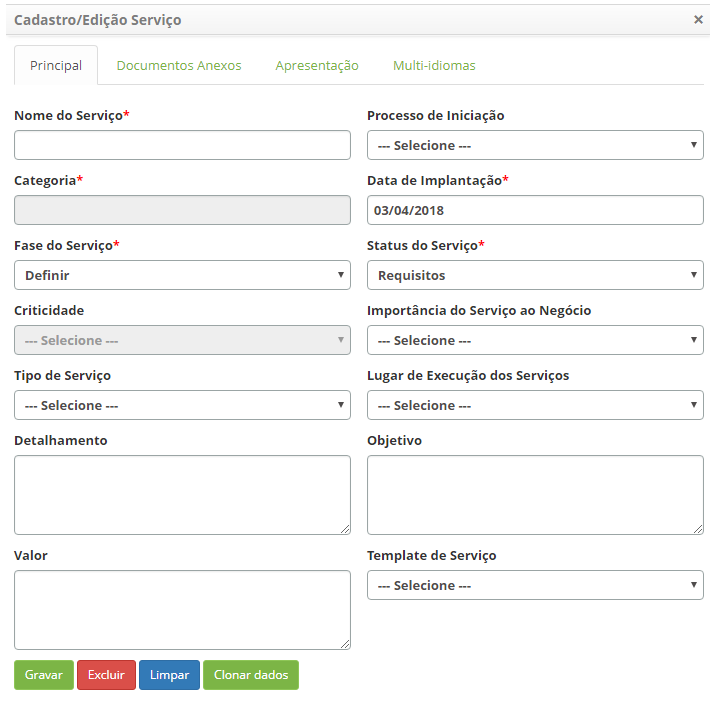 Cadastro/Edição Serviço ×
Principal Documentos Anexos Apresentação Multi-idiomas
Nome do Serviço* Processo de Iniciação
--- Selecione ---
Categoria* Data de Implantação*
03/04/2018
Fase do Serviço* Status do Serviço*
Definir Requisitos
Criticidade Importância do Serviço ao Negócio
--- Selecione --- --- Selecione ---
Tipo de Serviço Lugar de Execução dos Serviços
--- Selecione --- --- Selecione ---
Detalhamento Objetivo
Valor Template de Serviço
--- Selecione ---
Gravar Excluir Limpar Clonar dados